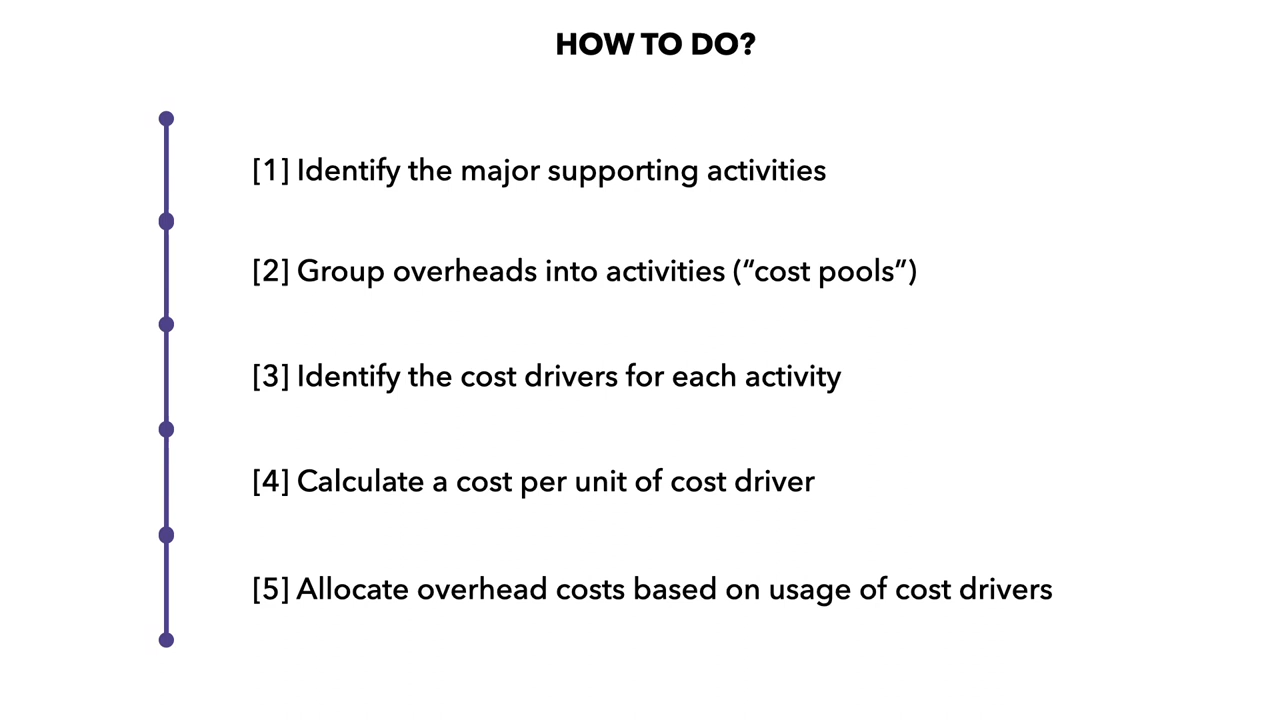 HOW TO DO?
[1] Identify the major supporting activities
[2] Group overheads into activities (“cost pools”)
[3] Identify the cost drivers for each activity
[4] Calculate a cost per unit of cost driver
[5] Allocate overhead costs based on usage of cost drivers